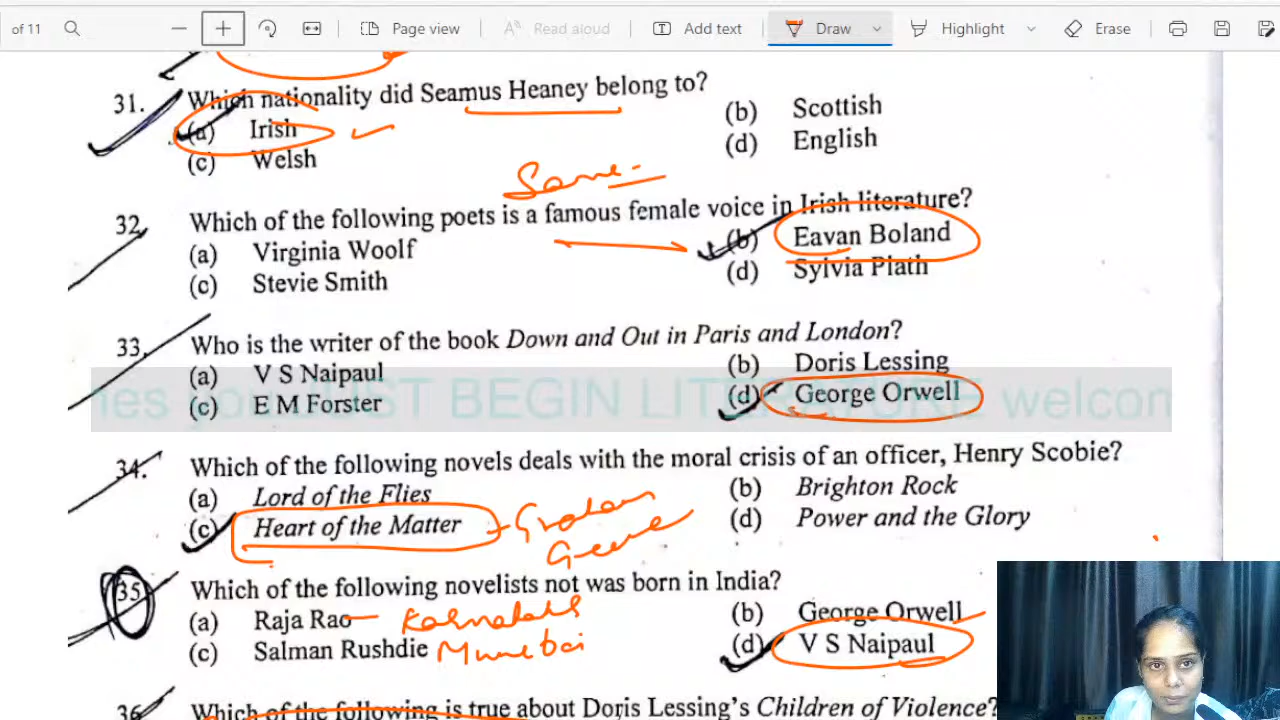 of 11 Page view Read aloud Add text Draw Highlight Erase
31. Which nationality did Seamus Heaney belong to?
(a) Irish (b) Scottish
(c) Welsh (d) English
Same
32. Which of the following poets is a famous female voice in Irish literature?
(a) Virginia Woolf (b) Eavan Boland
(c) Stevie Smith (d) Sylvia Plath
33. Who is the writer of the book Down and Out in Paris and London?
(a) V S Naipaul (b) Doris Lessing
(c) E M Forster (d) George Orwell
JUST BEGIN LITERATURE welcom
34. Which of the following novels deals with the moral crisis of an officer, Henry Scobie?
(a) Lord of the Flies (b) Brighton Rock
(c) Heart of the Matter Graham Greene (d) Power and the Glory
35. Which of the following novelists not was born in India?
(a) Raja Rao Karnataka (b) George Orwell
(c) Salman Rushdie Mumbai (d) V S Naipaul
36. Which of the following is true about Doris Lessing's Children of Violence?